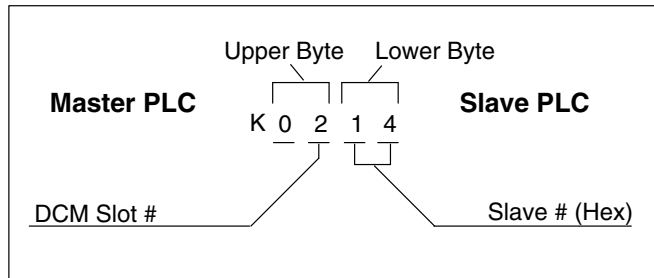 Upper Byte Lower Byte
Master PLC Slave PLC
K 0 2 1 4
DCM Slot # Slave # (Hex)